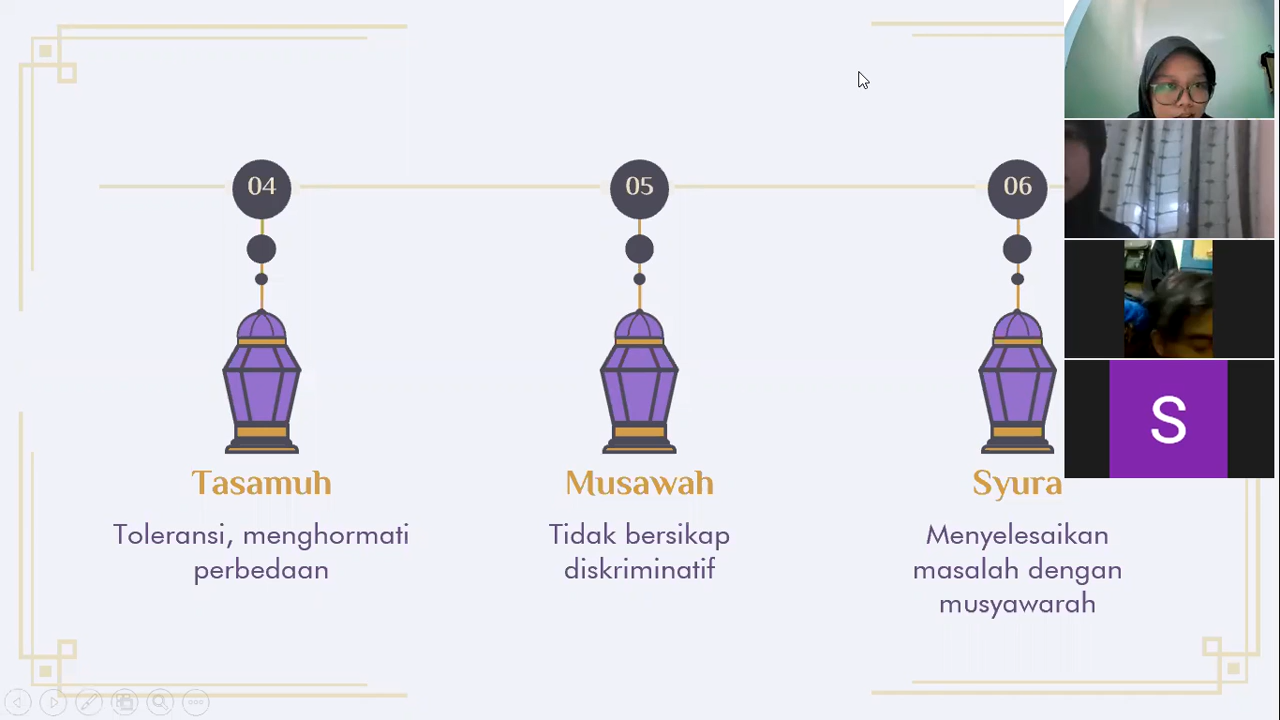 04
05
06
Tasamuh
Toleransi, menghormati
perbedaan
Musawah
Tidak bersikap
diskriminatif
Syura
Menyelesaikan
masalah dengan
musyawarah
S